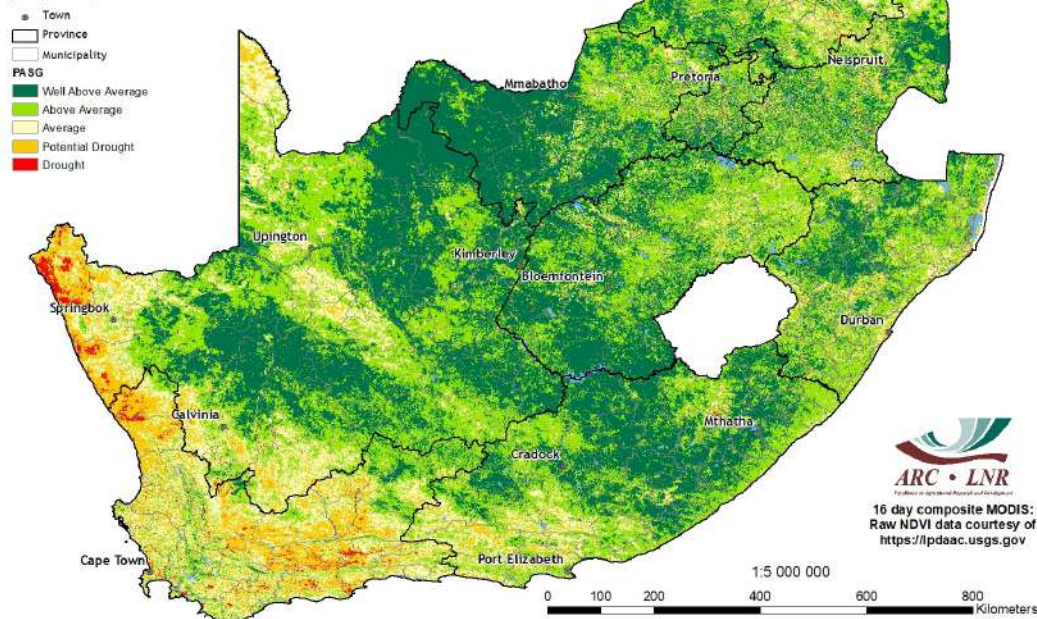 Town
Province
Municipality
PASG
Well Above Average
Above Average
Average
Potential Drought
Drought
Mmabatho
Pretoria
Nelspruit
Upington
Kimberley
Bloemfontein
Springbok
Durban
Calvinia
Mthatha
Cradock
Cape Town
Port Elizabeth
ARC • LNR
16 day composite MODIS:
Raw NDVI data courtesy of
https://lpdaac.usgs.gov
1:5 000 000
0 100 200 400 600 800
Kilometers